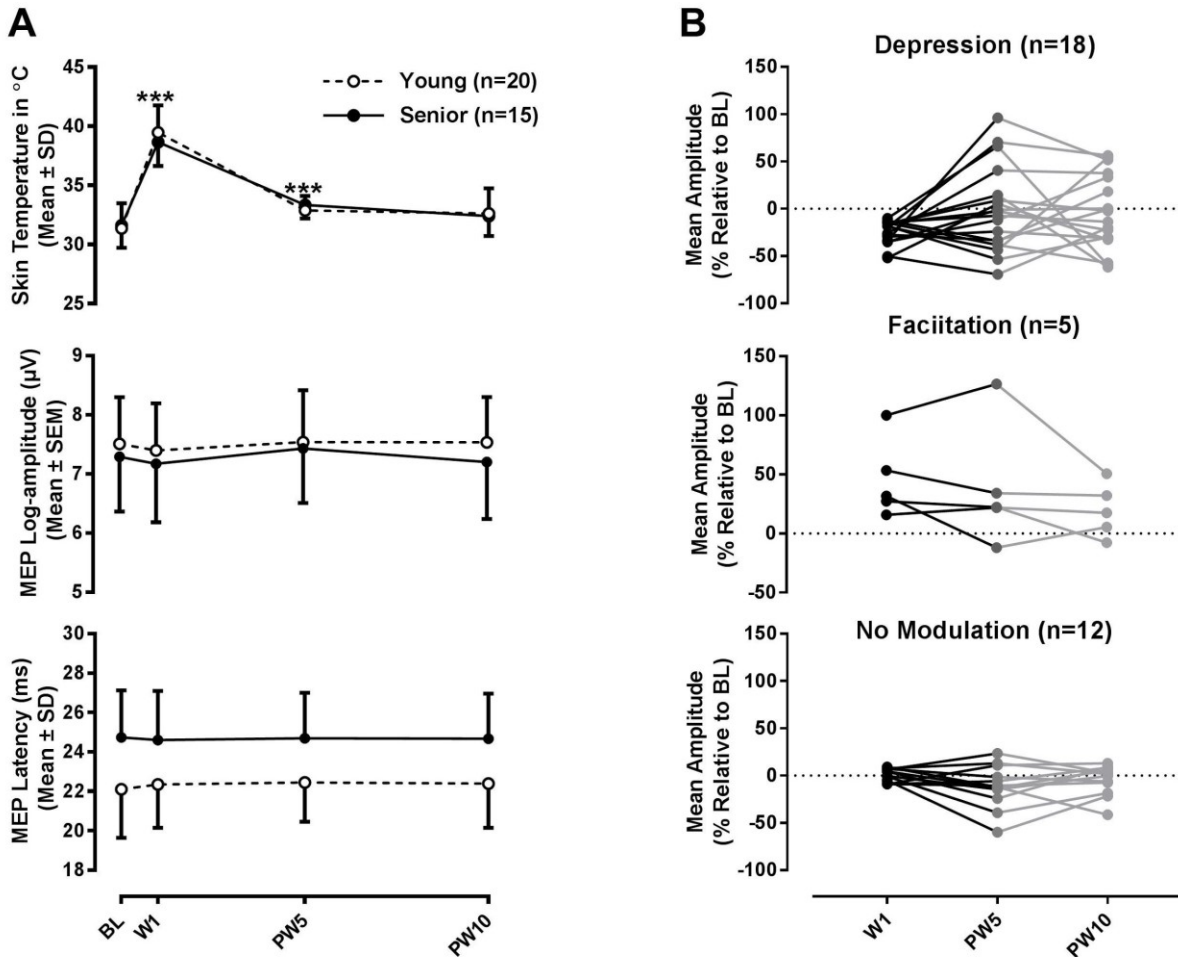 A
Skin Temperature in °C
(Mean ± SD)
45
40
35
30
25
***
***
Young (n=20)
Senior (n=15)
MEP Log-amplitude (µV)
(Mean ± SEM)
9
8
7
6
5
MEP Latency (ms)
(Mean ± SD)
30
28
26
24
22
20
18
BL
W1
PW5
PW10
B
Depression (n=18)
Mean Amplitude
(% Relative to BL)
150
100
50
0
-50
-100
Faciitation (n=5)
Mean Amplitude
(% Relative to BL)
150
100
50
0
-50
No Modulation (n=12)
Mean Amplitude
(% Relative to BL)
150
100
50
0
-50
-100
W1
PW5
PW10